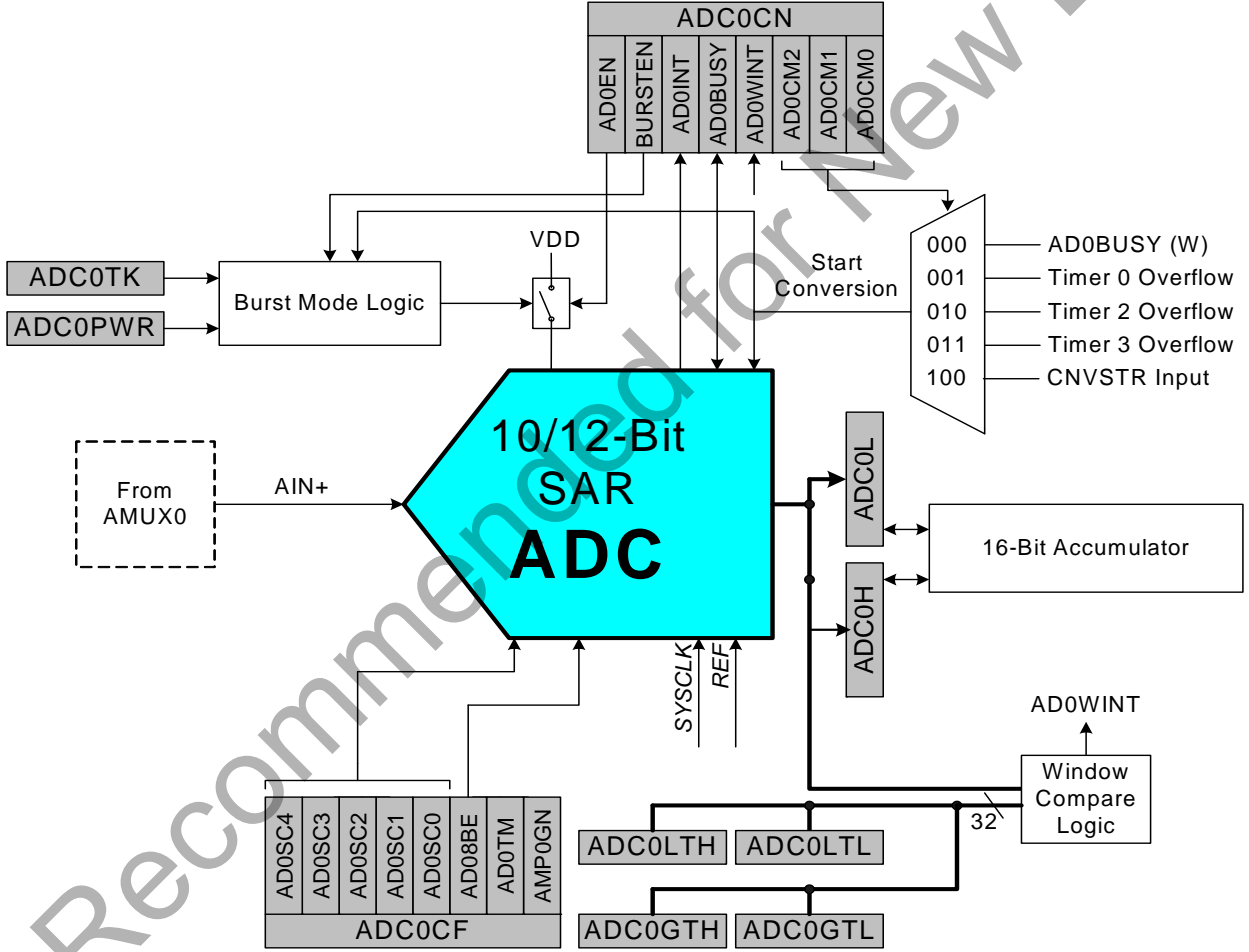 ADC0CN
AD0EN
BURSTEN
AD0INT
AD0BUSY
AD0WINT
AD0CM2
AD0CM1
AD0CM0
VDD
ADC0TK
ADC0PWR
Burst Mode Logic
Start
Conversion
000
AD0BUSY (W)
001
Timer 0 Overflow
010
Timer 2 Overflow
011
Timer 3 Overflow
100
CNVSTR Input
10/12-Bit
SAR
ADC
From
AMUX0
AIN+
ADC0L
ADC0H
16-Bit Accumulator
SYSCLK
REF
AD0WINT
Window
Compare
Logic
32
AD0SC4
AD0SC3
AD0SC2
AD0SC1
AD0SC0
AD08BE
AD0TM
AMP0GN
ADC0CF
ADC0LTH
ADC0LTL
ADC0GTH
ADC0GTL
Recommended for New